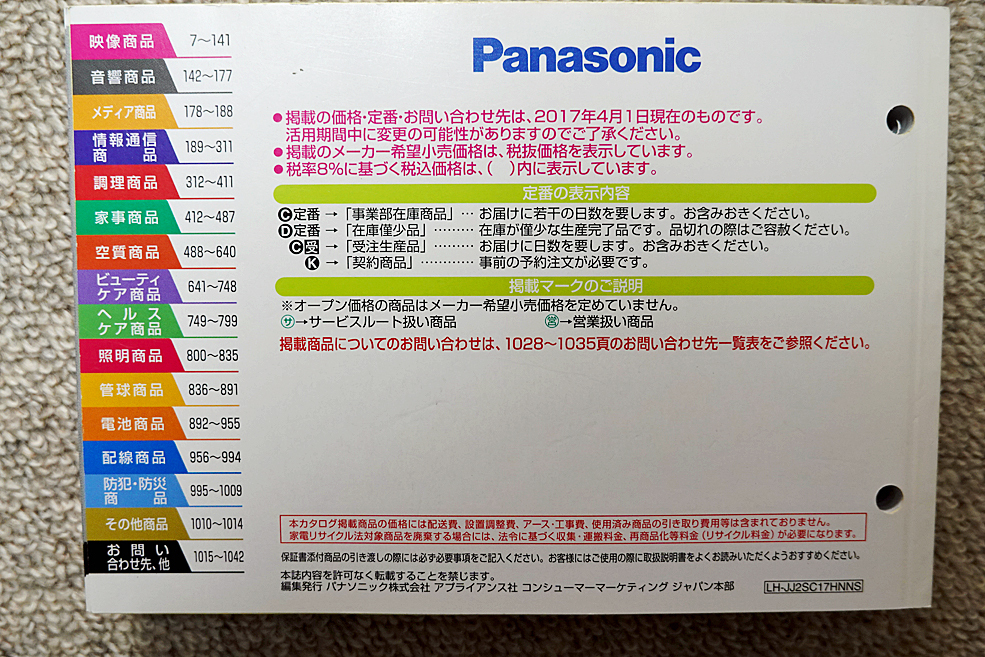 映像商品 7～141
音響商品 142～177
メディア商品 178～188
情報通信
商品 189～311
調理商品 312～411
家事商品 412～487
空質商品 488～640
ビューティ
ケア商品 641～748
ヘルス
ケア商品 749～799
照明商品 800～835
管球商品 836～891
電池商品 892～955
配線商品 956～994
防犯・防災
商品 995～1009
その他商品 1010～1014
お問い
合わせ先、他 1015～1042
Panasonic
●掲載の価格・定番・お問い合わせ先は、2017年4月1日現在のものです。
活用期間中に変更の可能性がありますのでご了承ください。
●掲載のメーカー希望小売価格は、税抜価格を表示しています。
●税率8%に基づく税込価格は、(　)内に表示しています。
定番の表示内容
Ⓒ定番→「事業部在庫商品」… お届けに若干の日数を要します。お含みおきください。
Ⓓ定番→「在庫僅少品」……… 在庫が僅少な生産完了品です。品切れの際はご容赦ください。
Ⓒ受→「受注生産品」……… お届けに日数を要します。お含みおきください。
Ⓚ→「契約商品」………… 事前の予約注文が必要です。
掲載マークのご説明
※オープン価格の商品はメーカー希望小売価格を定めていません。
サ→サービスルート扱い商品 営→営業扱い商品
掲載商品についてのお問い合わせは、1028～1035頁のお問い合わせ先一覧表をご参照ください。
本カタログ掲載商品の価格には配送費、設置調整費、アース・工事費、使用済み商品の引き取り費用等は含まれておりません。
家電リサイクル法対象商品を廃棄する場合には、法令に基づく収集・運搬料金、再商品化等料金（リサイクル料金）が必要になります。
保証書添付商品の引き渡しの際には必ず必要事項をご記入ください。お客様にはご使用の際に取扱説明書をよくお読みいただくようおすすめください。
本誌内容を許可なく転載することを禁じます。
編集発行 パナソニック株式会社 アプライアンス社 コンシューマーマーケティング ジャパン本部 LH-JJ2SC17HNNS